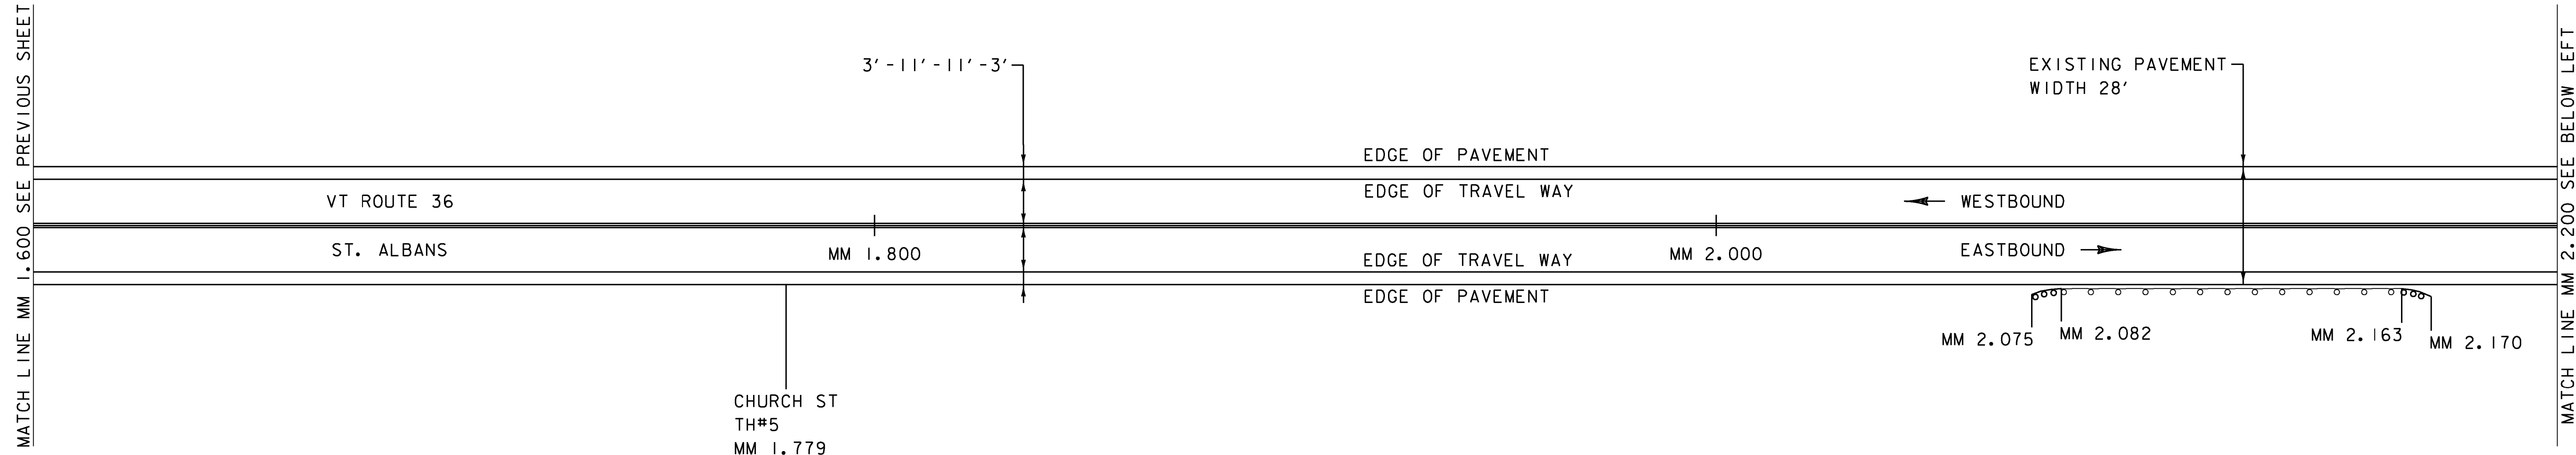 MATCH LINE MM 1.600 SEE PREVIOUS SHEET
3'-11'-11'-3'
EXISTING PAVEMENT
WIDTH 28'
EDGE OF PAVEMENT
EDGE OF TRAVEL WAY
VT ROUTE 36
WESTBOUND
ST. ALBANS
MM 1.800
EDGE OF TRAVEL WAY
MM 2.000
EASTBOUND
EDGE OF PAVEMENT
MM 2.075
MM 2.082
MM 2.163
MM 2.170
CHURCH ST
TH#5
MM 1.779
MATCH LINE MM 2.200 SEE BELOW LEFT